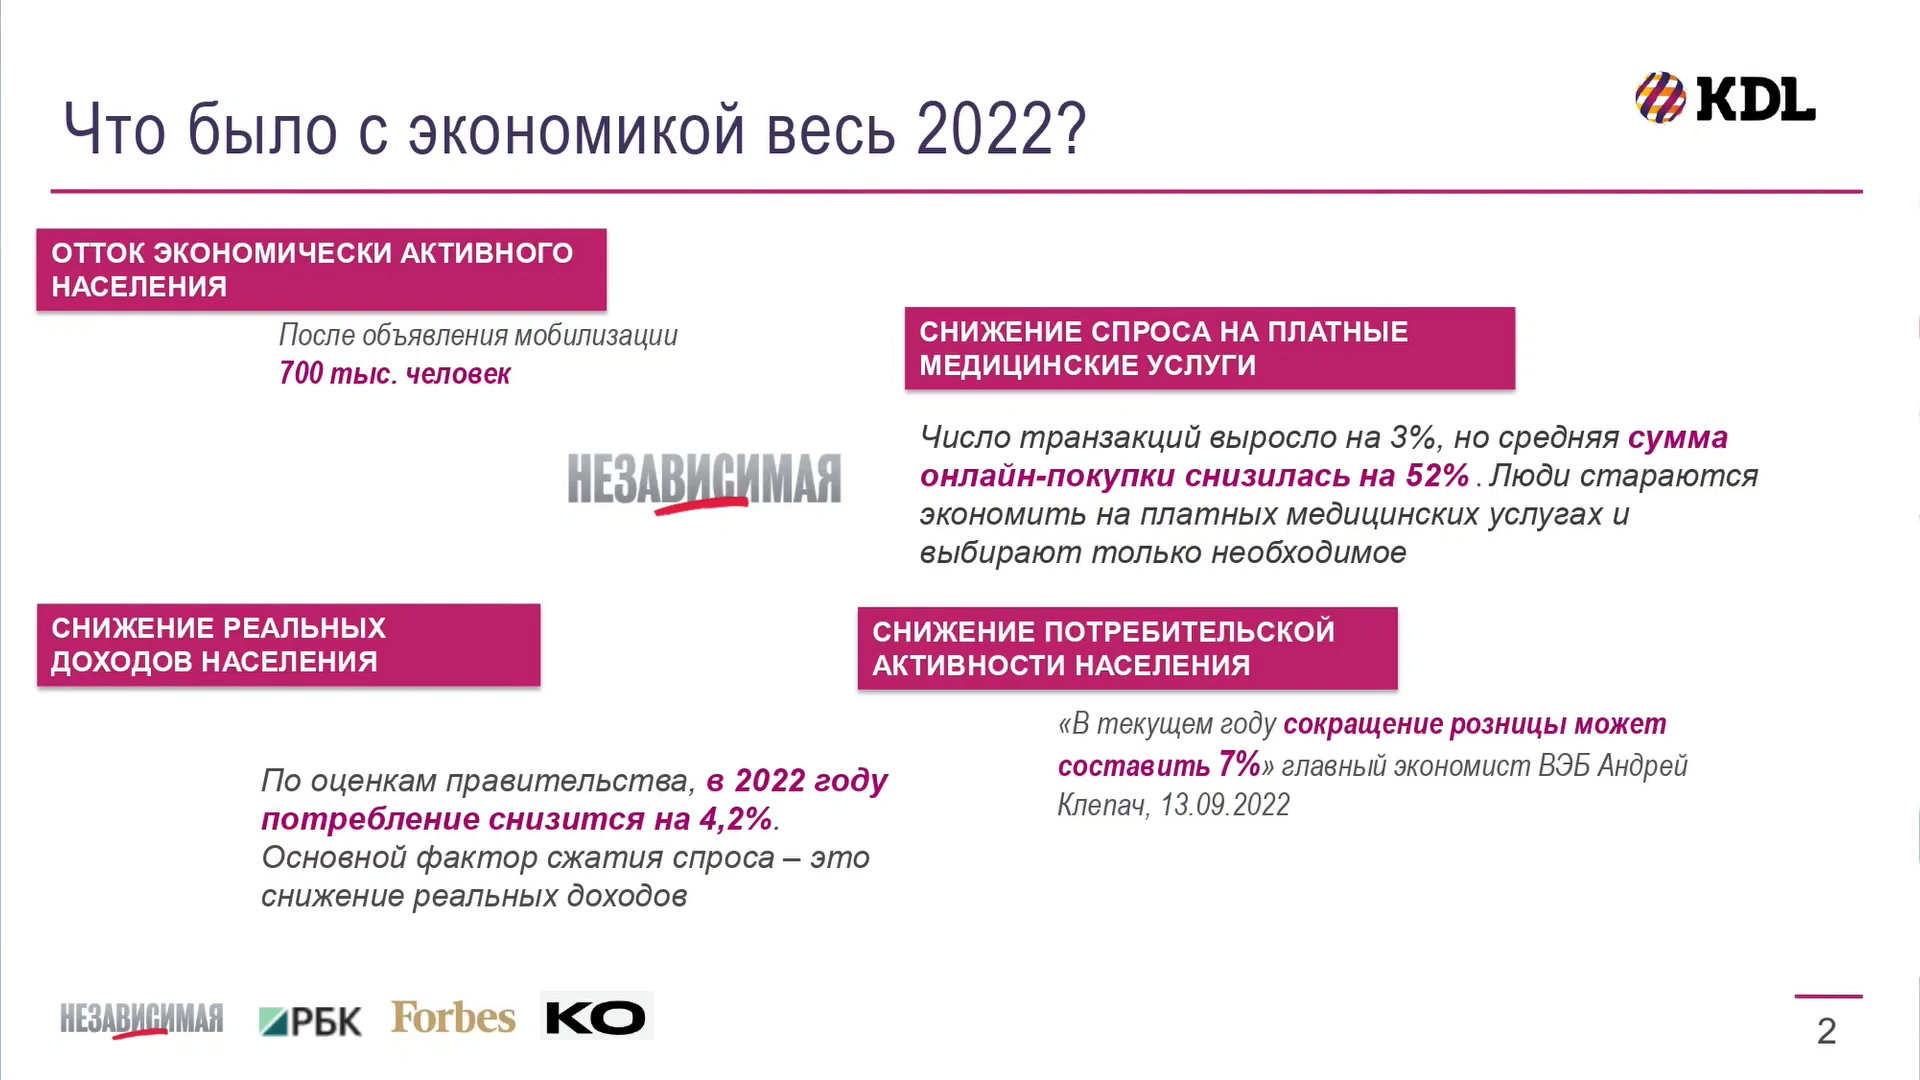 Что было с экономикой весь 2022?
KDL
ОТТОК ЭКОНОМИЧЕСКИ АКТИВНОГО
НАСЕЛЕНИЯ
После объявления мобилизации
700 тыс. человек
НЕЗАВИСИМАЯ
СНИЖЕНИЕ СПРОСА НА ПЛАТНЫЕ
МЕДИЦИНСКИЕ УСЛУГИ
Число транзакций выросло на 3%, но средняя сумма
онлайн-покупки снизилась на 52% . Люди стараются
экономить на платных медицинских услугах и
выбирают только необходимое
СНИЖЕНИЕ РЕАЛЬНЫХ
ДОХОДОВ НАСЕЛЕНИЯ
По оценкам правительства, в 2022 году
потребление снизится на 4,2%.
Основной фактор сжатия спроса – это
снижение реальных доходов
СНИЖЕНИЕ ПОТРЕБИТЕЛЬСКОЙ
АКТИВНОСТИ НАСЕЛЕНИЯ
«В текущем году сокращение розницы может
составить 7%» главный экономист ВЭБ Андрей
Клепач, 13.09.2022
НЕЗАВИСИМАЯ
РБК
Forbes
КО
2